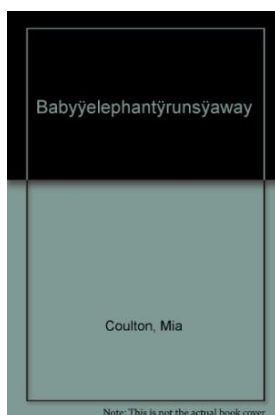 Babyÿelephantÿrunsÿaway
Coulton, Mia
Note: This is not the actual book cover